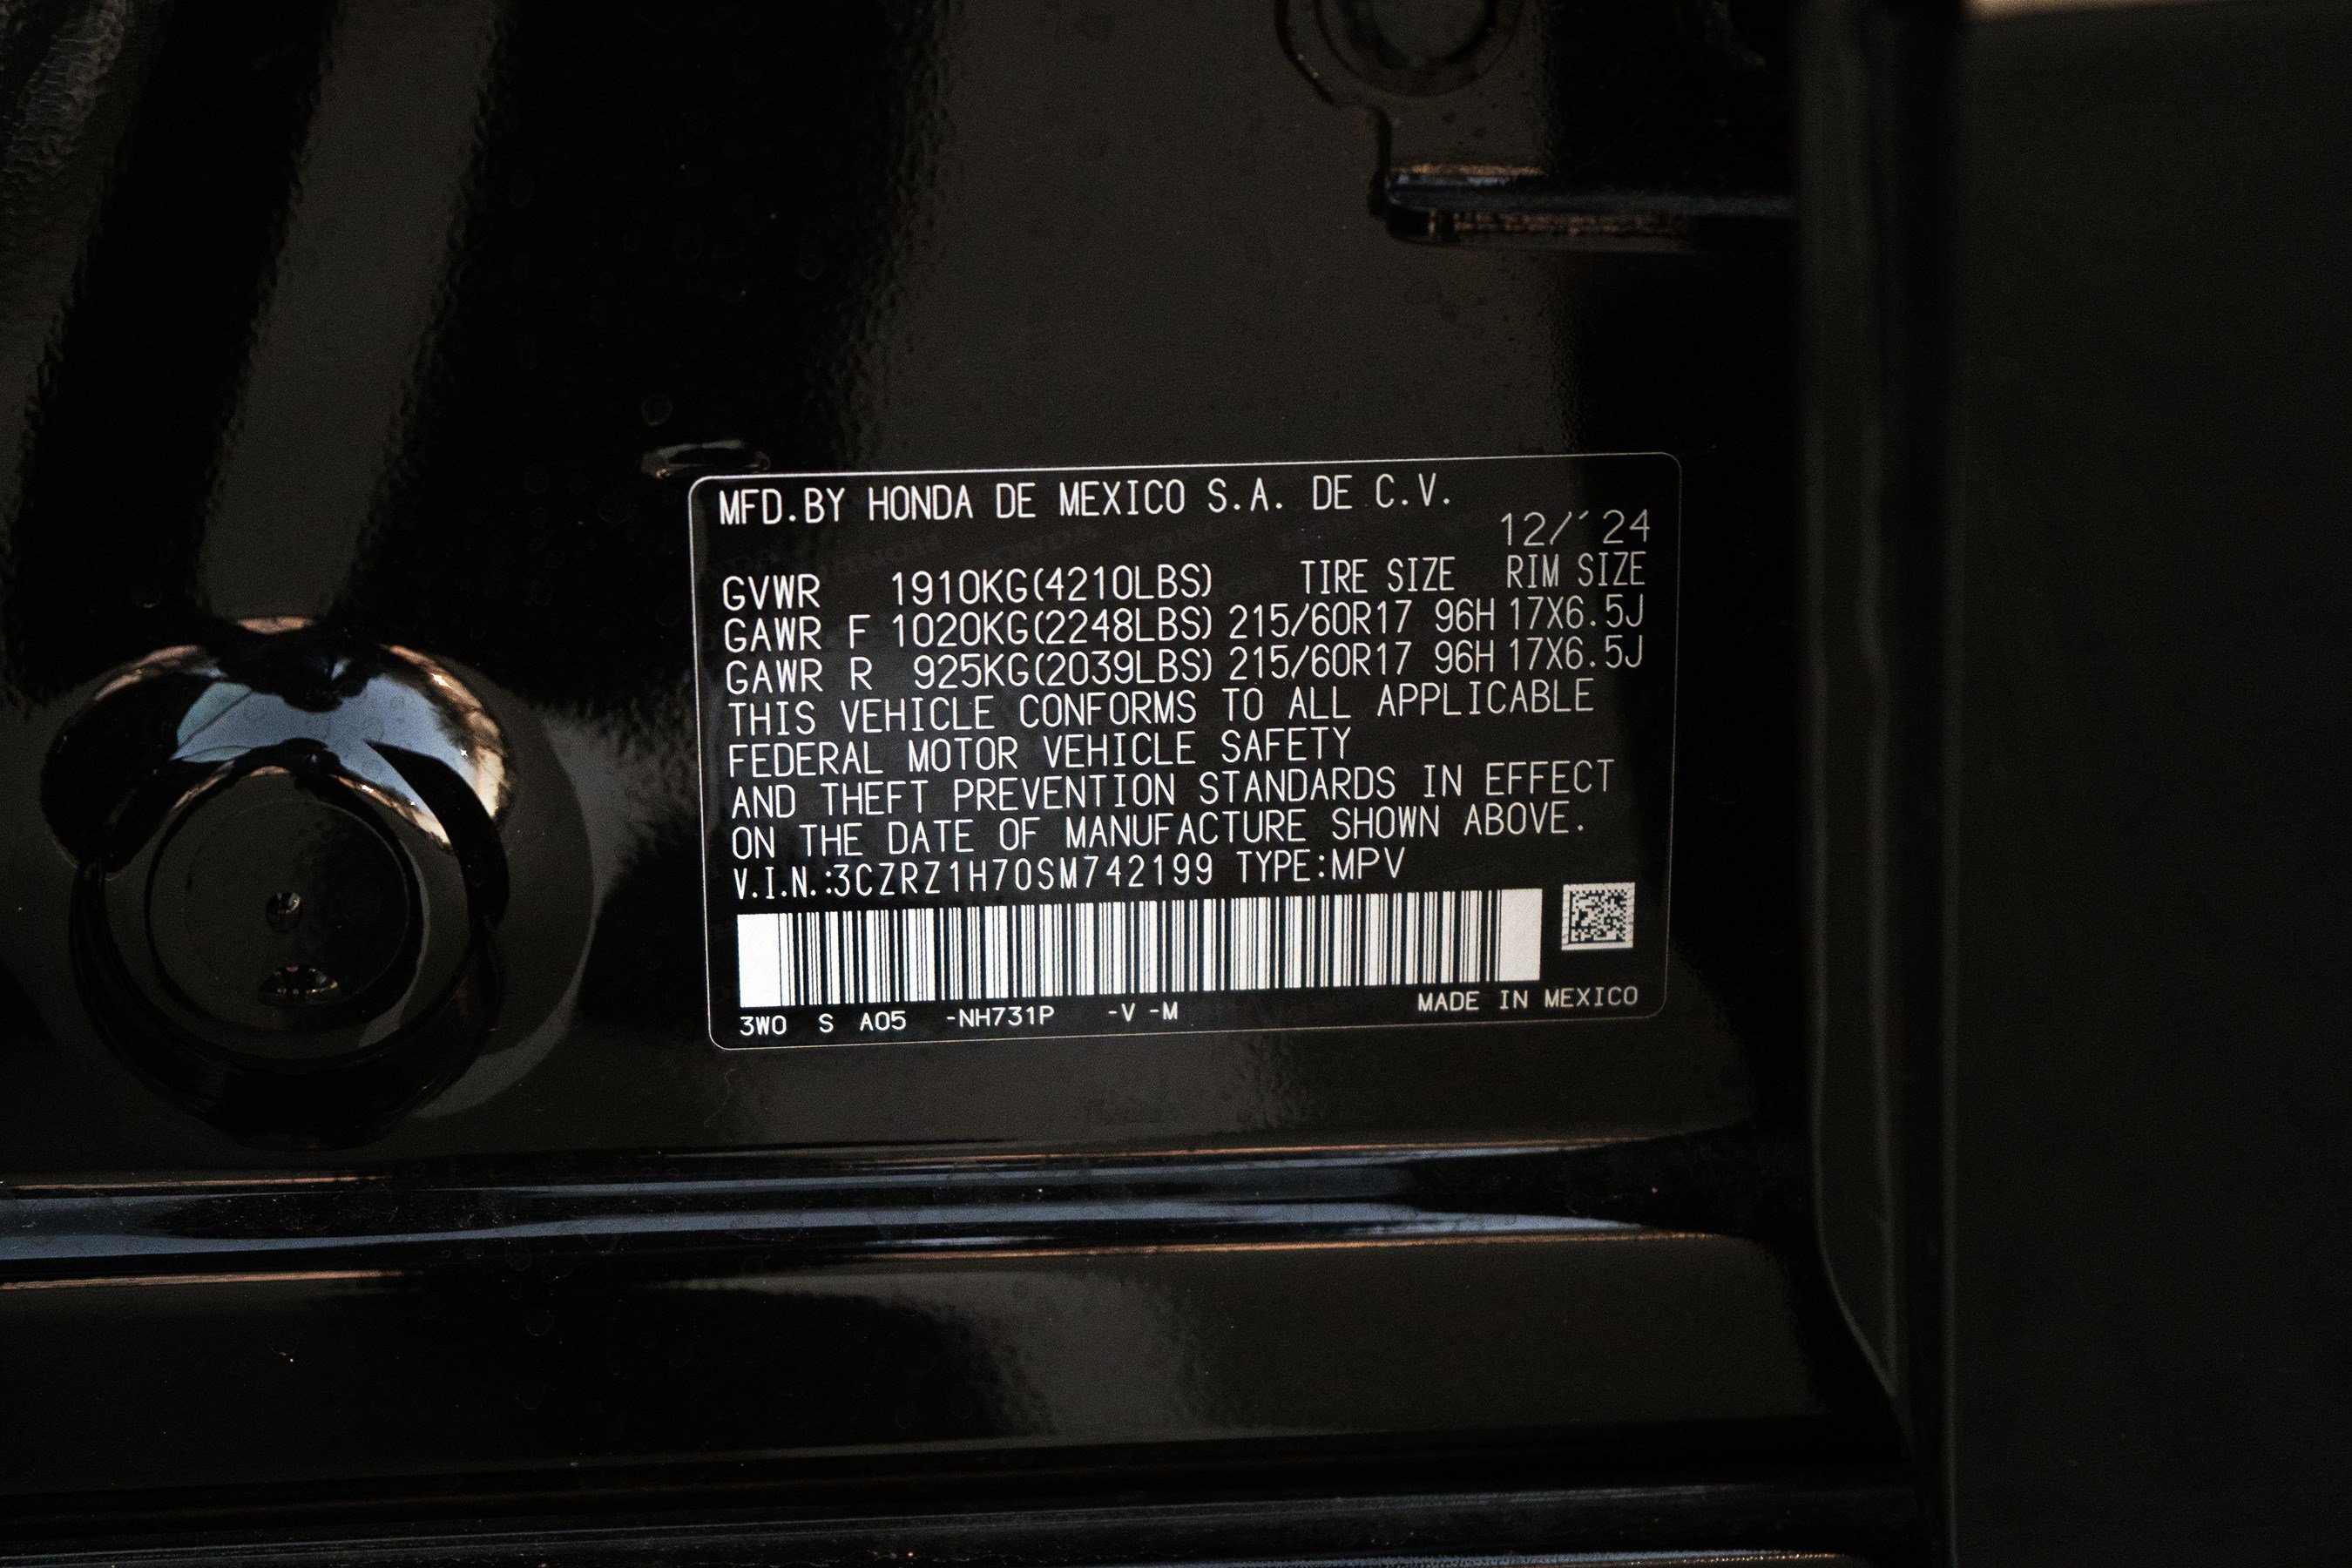 MFD.BY HONDA DE MEXICO S.A. DE C.V.
12/´24
GVWR 1910KG(4210LBS) TIRE SIZE RIM SIZE
GAWR F 1020KG(2248LBS) 215/60R17 96H 17X6.5J
GAWR R 925KG(2039LBS) 215/60R17 96H 17X6.5J
THIS VEHICLE CONFORMS TO ALL APPLICABLE
FEDERAL MOTOR VEHICLE SAFETY
AND THEFT PREVENTION STANDARDS IN EFFECT
ON THE DATE OF MANUFACTURE SHOWN ABOVE.
V.I.N.:3CZRZ1H70SM742199 TYPE:MPV
3W0 S A05 -NH731P -V -M MADE IN MEXICO